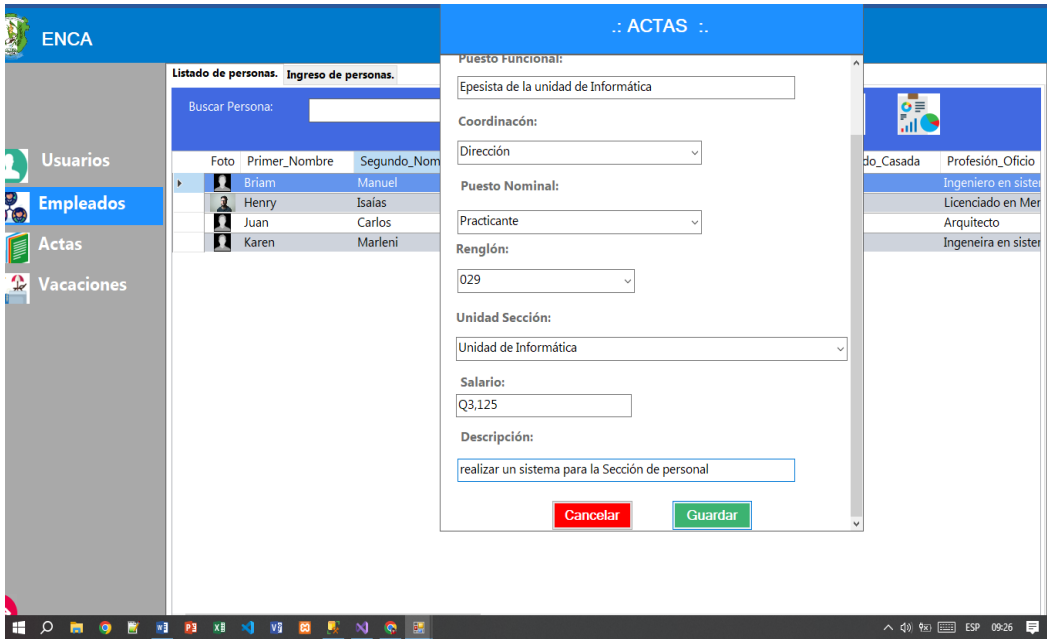 ENCA
.: ACTAS :.
Listado de personas. Ingreso de personas.
Buscar Persona:
Usuarios
Empleados
Actas
Vacaciones
Foto Primer_Nombre Segundo_Nom do_Casada Profesión_Oficio
Briam Manuel Ingeniero en sister
Henry Isaías Licenciado en Mer
Juan Carlos Arquitecto
Karen Marleni Ingeneira en sister
Puesto Funcional:
Epesista de la unidad de Informática
Coordinacón:
Dirección
Puesto Nominal:
Practicante
Renglón:
029
Unidad Sección:
Unidad de Informática
Salario:
Q3,125
Descripción:
realizar un sistema para la Sección de personal
Cancelar Guardar
ESP 09:26